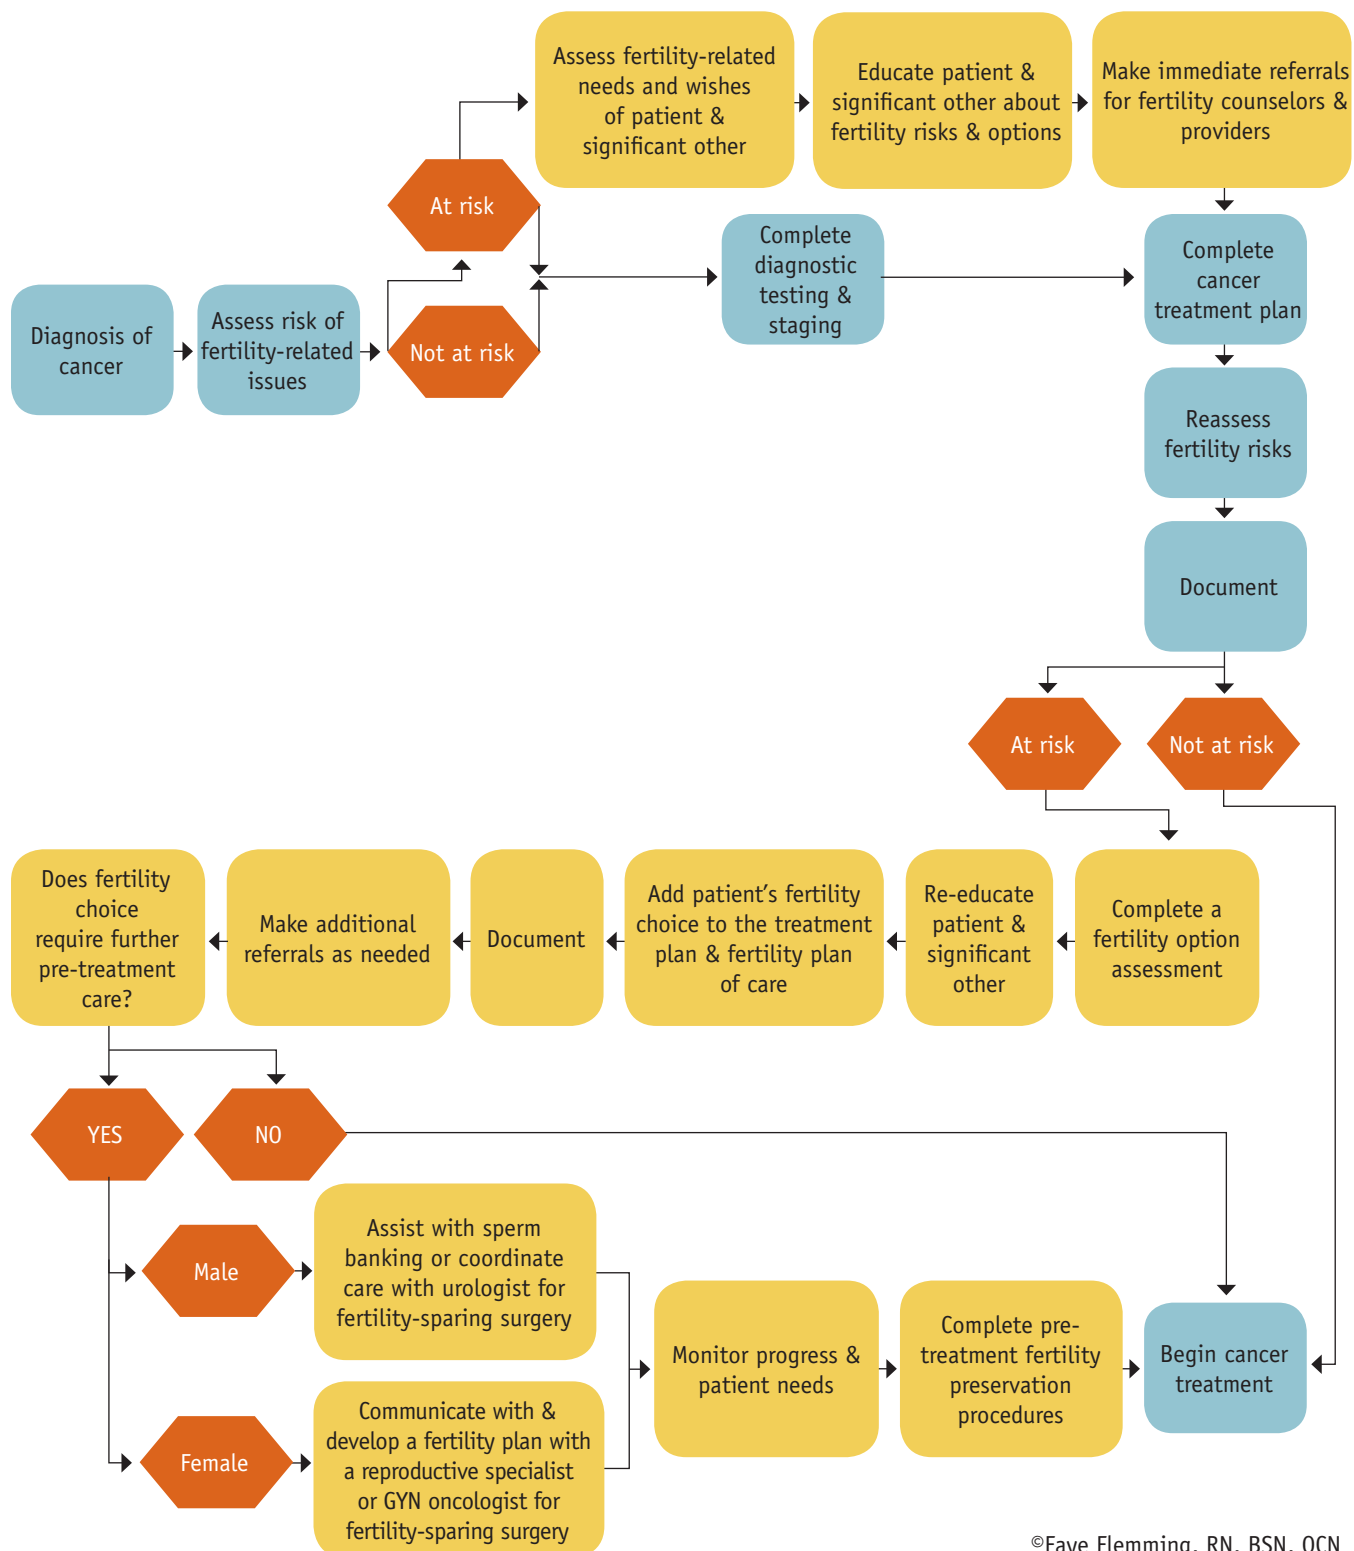 Assess fertility-related
needs and wishes
of patient &
significant other
Educate patient &
significant other about
fertility risks & options
Make immediate referrals
for fertility counselors &
providers
At risk
Not at risk
Diagnosis of
cancer
Assess risk of
fertility-related
issues
Complete
diagnostic
testing &
staging
Complete
cancer
treatment plan
Reassess
fertility risks
Document
At risk
Not at risk
Does fertility
choice
require further
pre-treatment
care?
Make additional
referrals as needed
Document
Add patient’s fertility
choice to the treatment
plan & fertility plan
of care
Re-educate
patient &
significant
other
Complete a
fertility option
assessment
YES
NO
Male
Assist with sperm
banking or coordinate
care with urologist for
fertility-sparing surgery
Female
Communicate with &
develop a fertility plan with
a reproductive specialist
or GYN oncologist for
fertility-sparing surgery
Monitor progress &
patient needs
Complete pre-
treatment fertility
preservation
procedures
Begin cancer
treatment
©Faye Flemming, RN, BSN, OCN